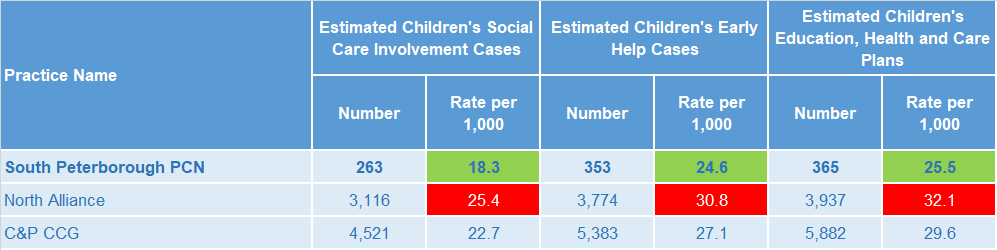 Practice Name
Estimated Children's Social
Care Involvement Cases
Estimated Children's Early
Help Cases
Estimated Children's
Education, Health and Care
Plans
Number
Rate per
1,000
Number
Rate per
1,000
Number
Rate per
1,000
South Peterborough PCN 263 18.3 353 24.6 365 25.5
North Alliance 3,116 25.4 3,774 30.8 3,937 32.1
C&P CCG 4,521 22.7 5,383 27.1 5,882 29.6